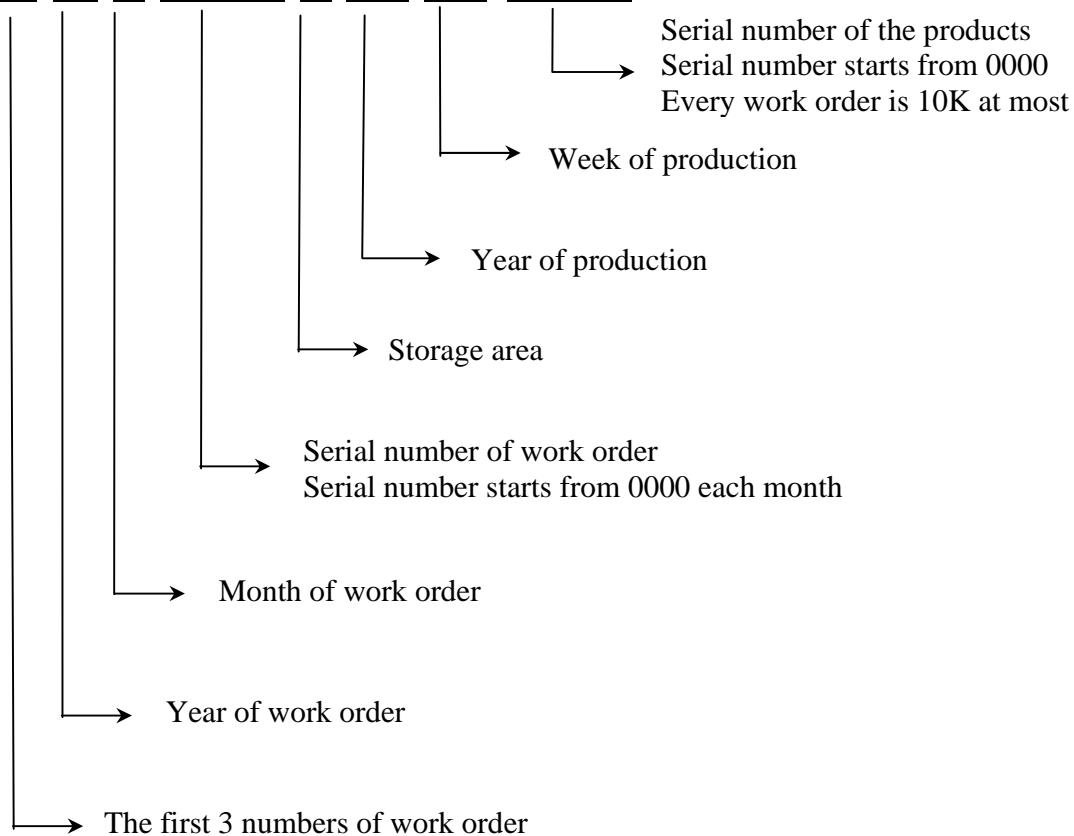 Serial number of the products
Serial number starts from 0000
Every work order is 10K at most
Week of production
Year of production
Storage area
Serial number of work order
Serial number starts from 0000 each month
Month of work order
Year of work order
The first 3 numbers of work order